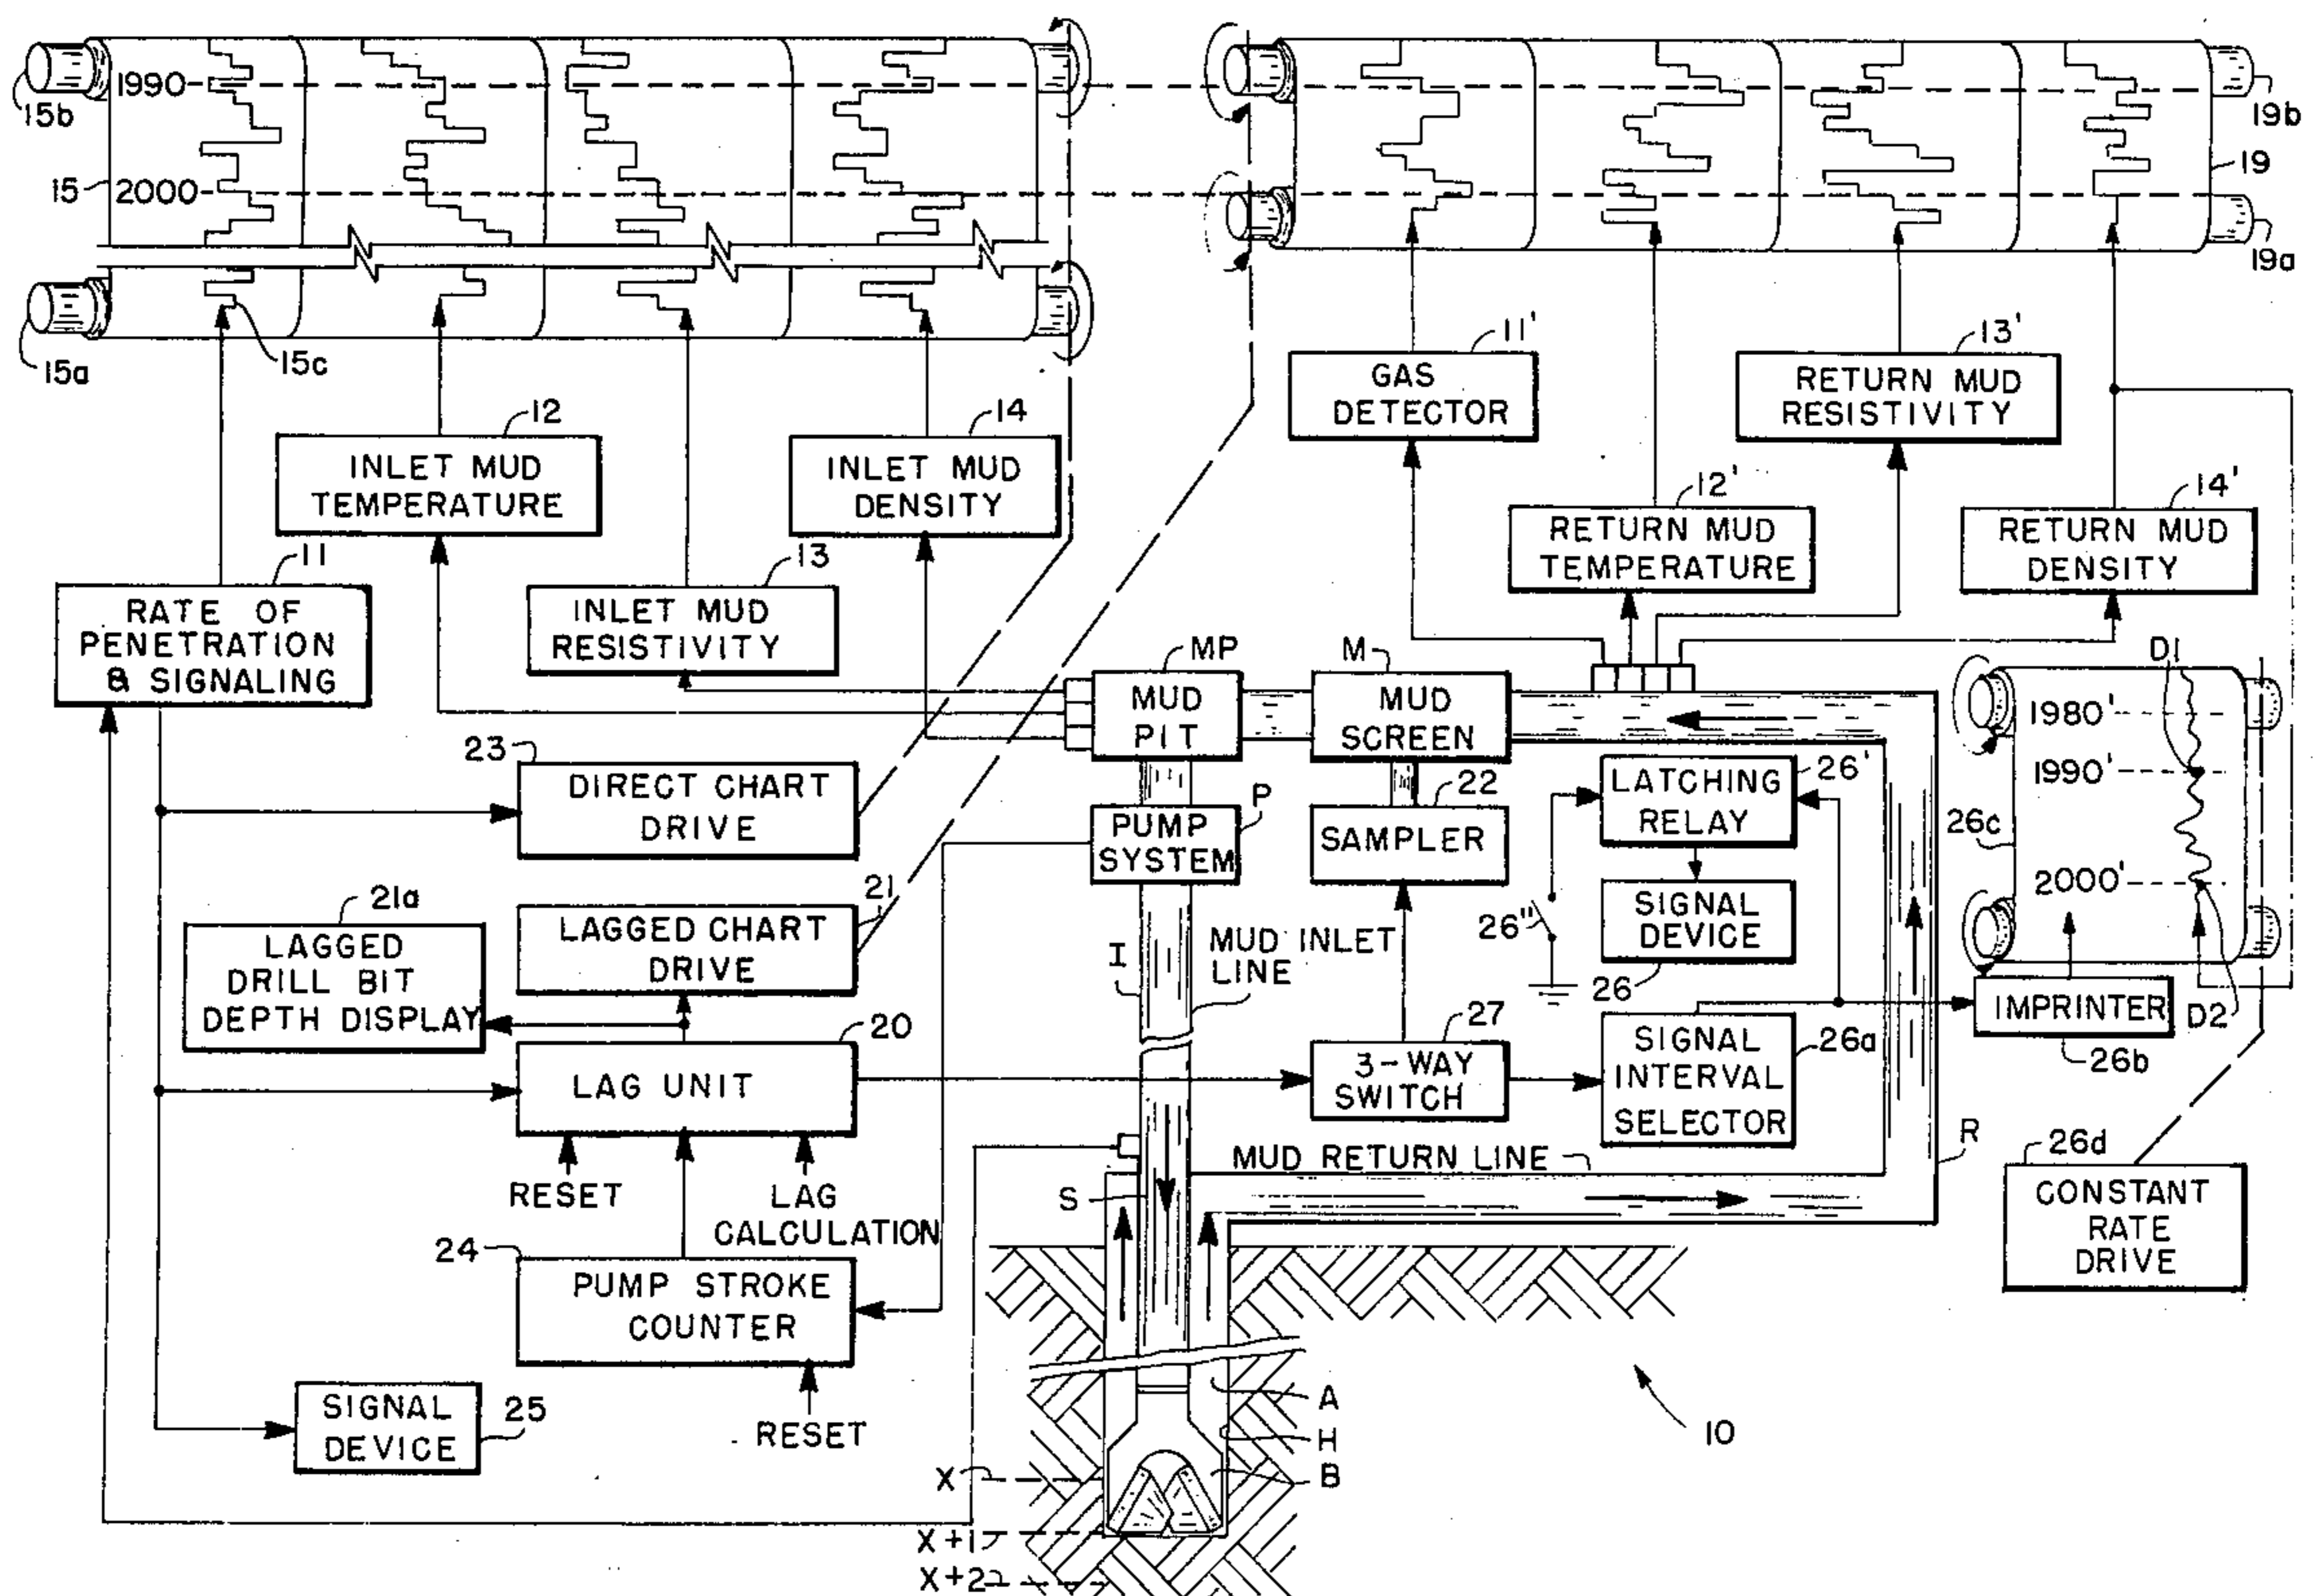 15b
1990
15
2000
15a
15c
19b
19
19a
11'
GAS
DETECTOR
13'
RETURN MUD
RESISTIVITY
12
INLET MUD
TEMPERATURE
14
INLET MUD
DENSITY
12'
RETURN MUD
TEMPERATURE
14'
RETURN MUD
DENSITY
11
RATE OF
PENETRATION
& SIGNALING
13
INLET MUD
RESISTIVITY
MP
MUD
PIT
M
MUD
SCREEN
D1
1980'
1990'
2000'
26c
23
DIRECT CHART
DRIVE
P
PUMP
SYSTEM
22
SAMPLER
26'
LATCHING
RELAY
26"
SIGNAL
DEVICE
26
21a
LAGGED
DRILL BIT
DEPTH DISPLAY
21
LAGGED CHART
DRIVE
I
MUD INLET
LINE
IMPRINTER
D2
26b
20
LAG UNIT
27
3-WAY
SWITCH
26a
SIGNAL
INTERVAL
SELECTOR
RESET
LAG
CALCULATION
S
MUD RETURN LINE
R
26d
CONSTANT
RATE
DRIVE
24
PUMP STROKE
COUNTER
RESET
25
SIGNAL
DEVICE
A
H
B
X
X+1
X+2
10